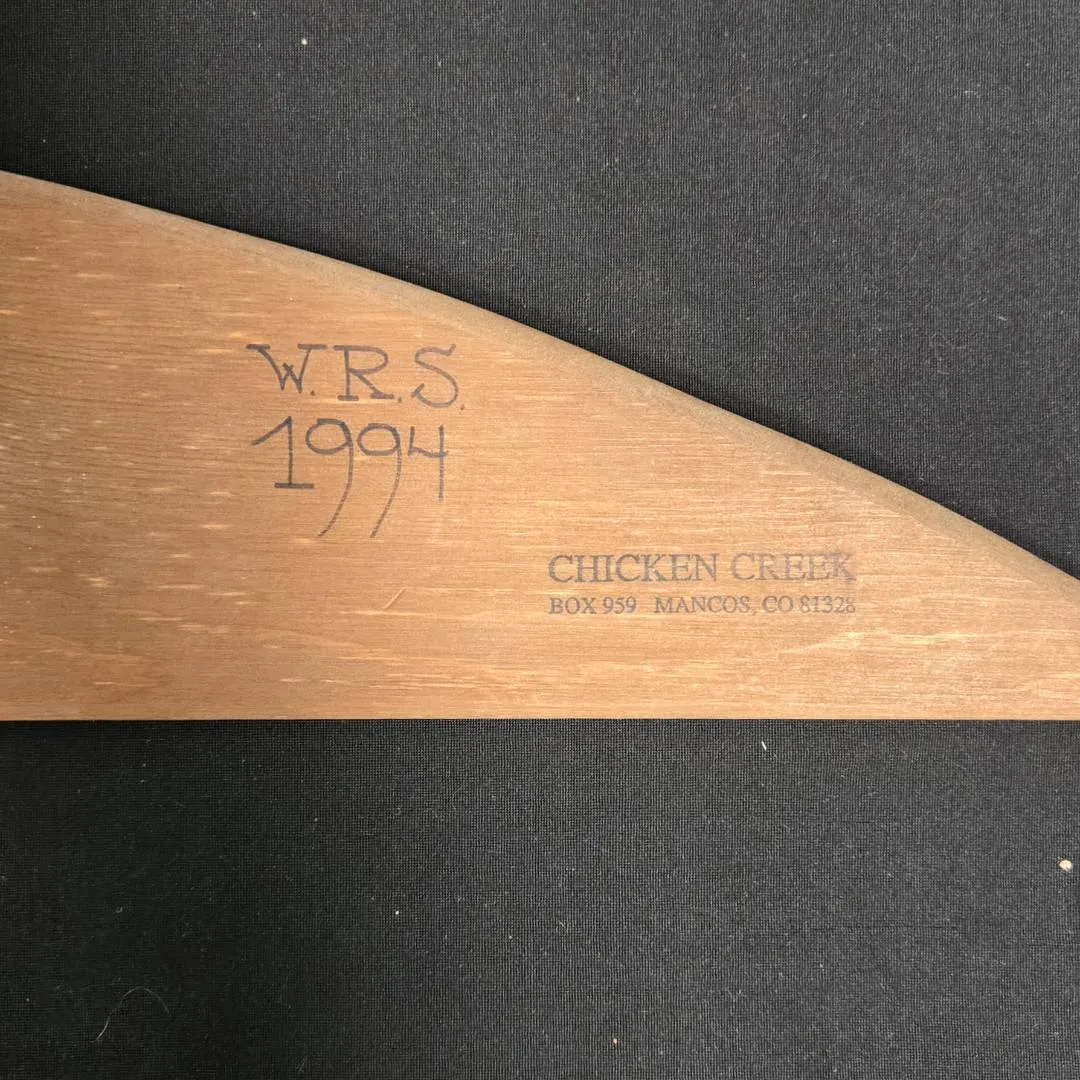 W.R.S.
1994
CHICKEN CREEK
BOX 959 MANCOS, CO 81328